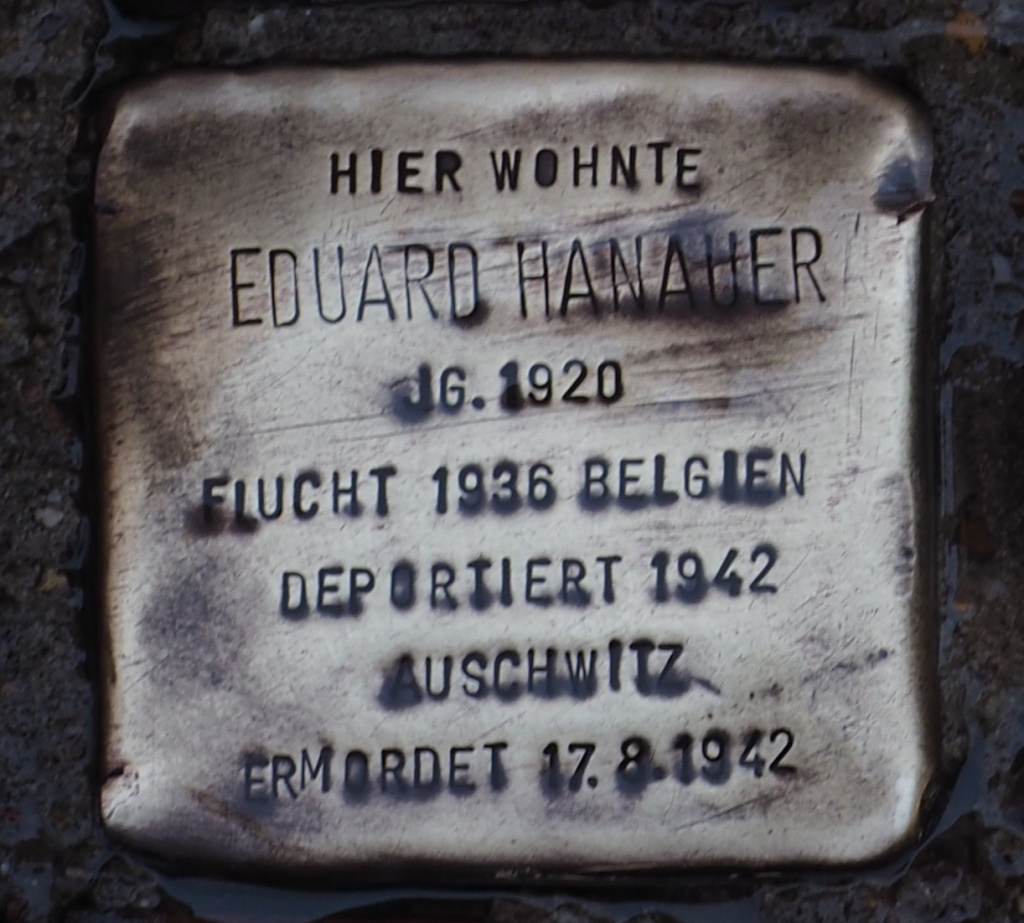 HIER WOHNTE
EDUARD HANAUER
JG. 1920
FLUCHT 1936 BELGIEN
DEPORTIERT 1942
AUSCHWITZ
ERMORDET 17.8.1942